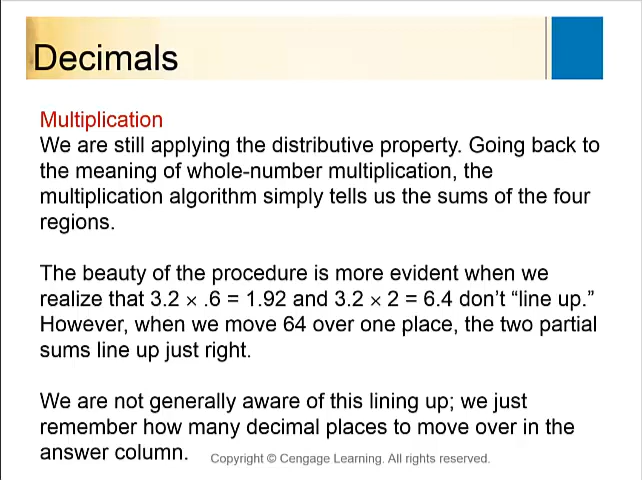 Decimals
Multiplication
We are still applying the distributive property. Going back to
the meaning of whole-number multiplication, the
multiplication algorithm simply tells us the sums of the four
regions.
The beauty of the procedure is more evident when we
realize that 3.2 × .6 = 1.92 and 3.2 × 2 = 6.4 don’t “line up.”
However, when we move 64 over one place, the two partial
sums line up just right.
We are not generally aware of this lining up; we just
remember how many decimal places to move over in the
answer column.
Copyright © Cengage Learning. All rights reserved.